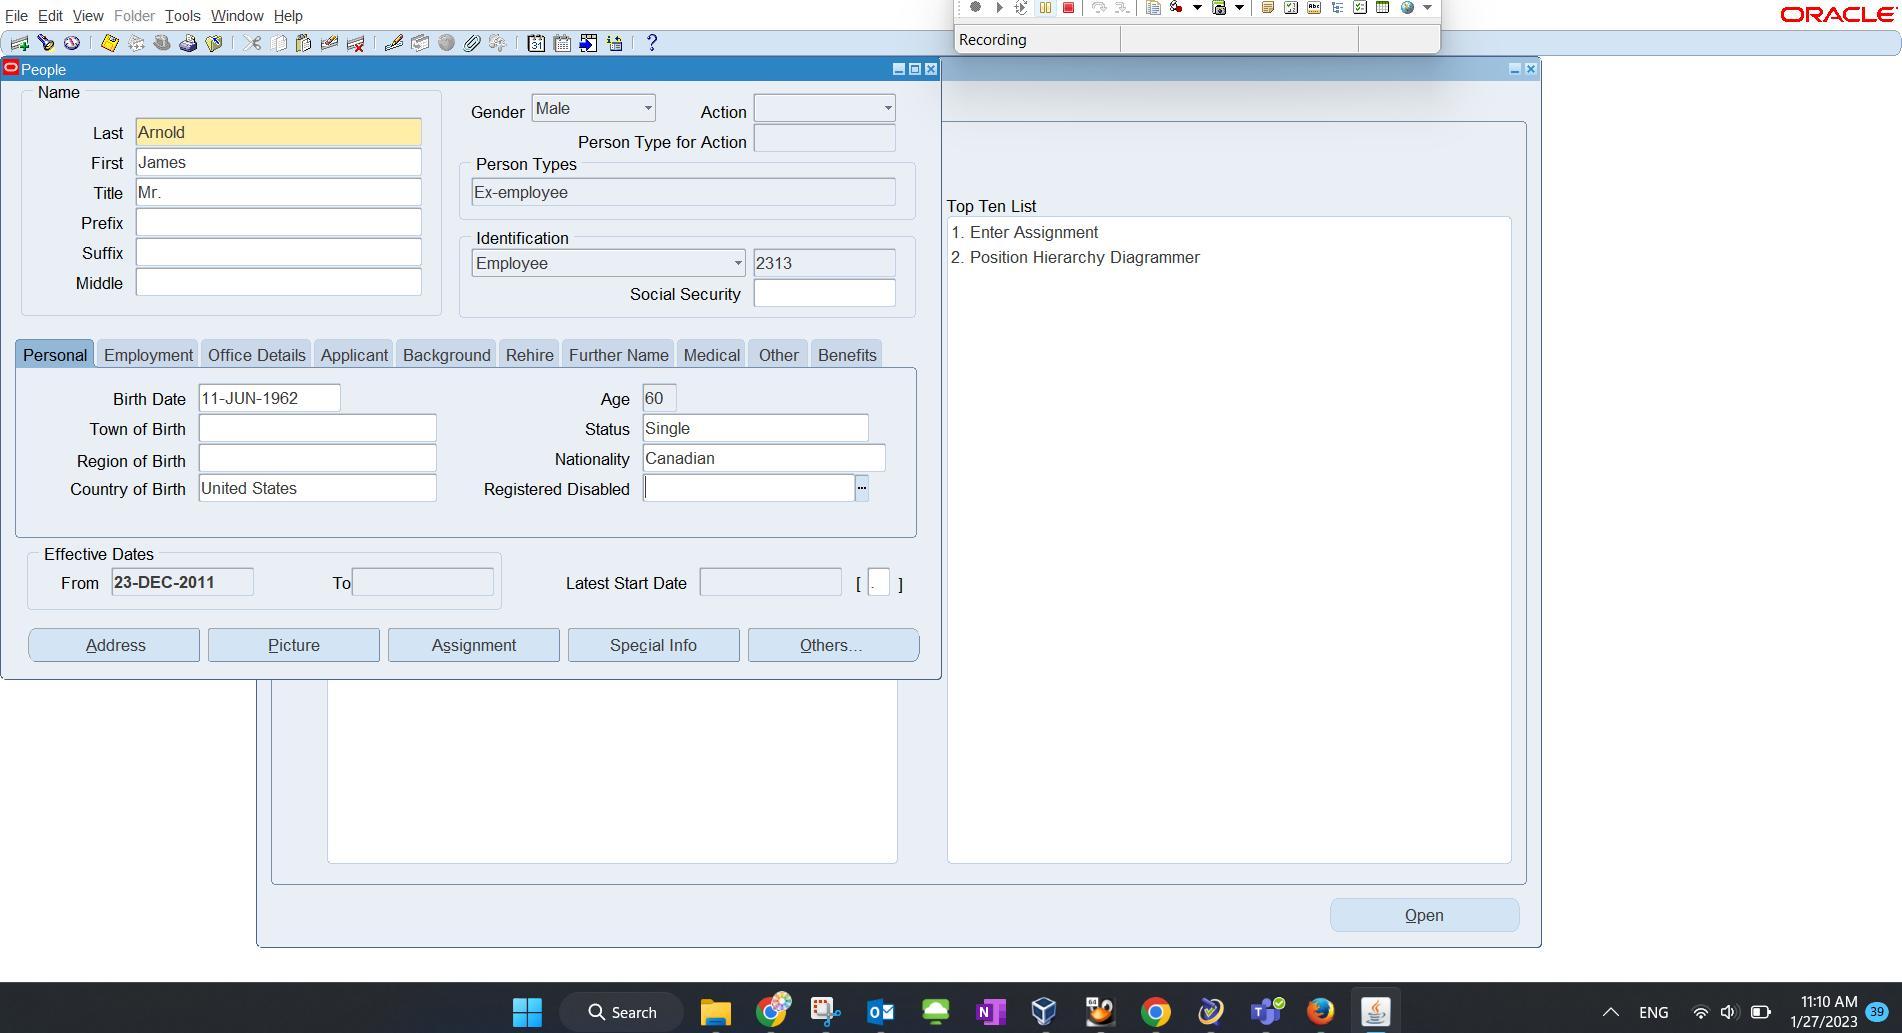 File Edit View Folder Tools Window Help
ORACLE
Recording
People
Name
Last Arnold
First James
Title Mr.
Prefix
Suffix
Middle
Gender Male Action
Person Type for Action
Person Types
Ex-employee
Identification
Employee 2313
Social Security
Top Ten List
1. Enter Assignment
2. Position Hierarchy Diagrammer
Personal Employment Office Details Applicant Background Rehire Further Name Medical Other Benefits
Birth Date 11-JUN-1962 Age 60
Town of Birth Status Single
Region of Birth Nationality Canadian
Country of Birth United States Registered Disabled ...
Effective Dates
From 23-DEC-2011 To Latest Start Date [ . ]
Address Picture Assignment Special Info Others...
Open
Search
ENG
11:10 AM
1/27/2023
39